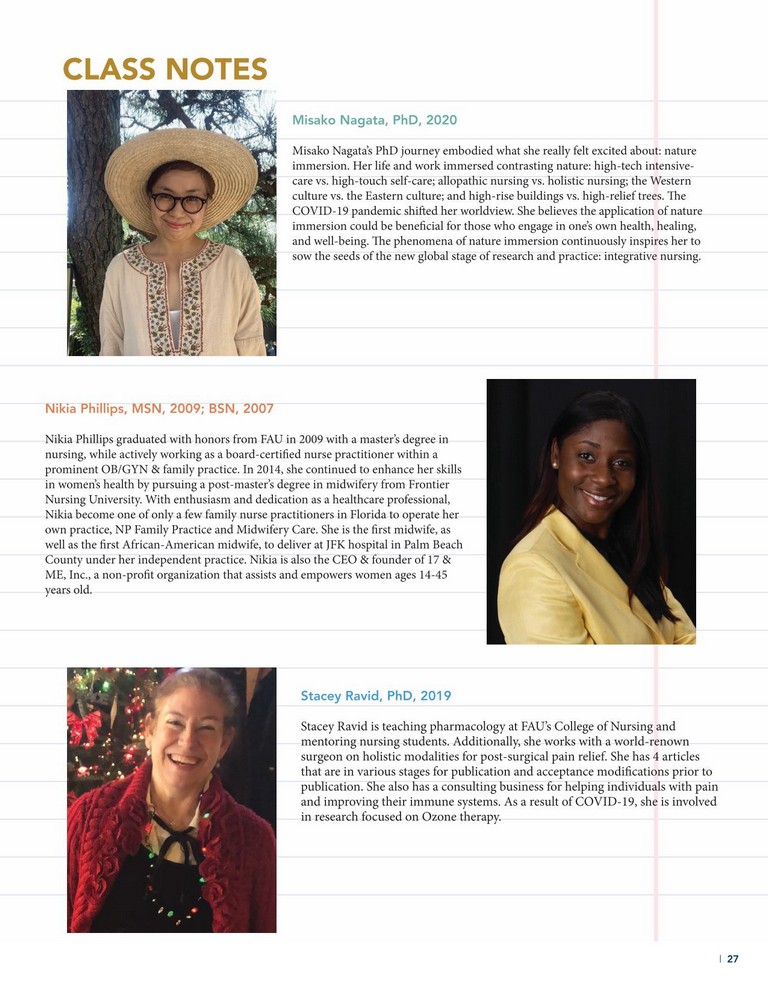 CLASS NOTES
Misako Nagata, PhD, 2020
Misako Nagata's PhD journey embodied what she really felt excited about: nature
immersion. Her life and work immersed contrasting nature: high-tech intensive-
care vs. high-touch self-care; allopathic nursing vs. holistic nursing; the Western
culture vs. the Eastern culture; and high-rise buildings vs. high-relief trees. The
COVID-19 pandemic shifted her worldview. She believes the application of nature
immersion could be beneficial for those who engage in one's own health, healing,
and well-being. The phenomena of nature immersion continuously inspires her to
sow the seeds of the new global stage of research and practice: integrative nursing.
Nikia Phillips, MSN, 2009; BSN, 2007
Nikia Phillips graduated with honors from FAU in 2009 with a master's degree in
nursing, while actively working as a board-certified nurse practitioner within a
prominent OB/GYN & family practice. In 2014, she continued to enhance her skills
in women's health by pursuing a post-master's degree in midwifery from Frontier
Nursing University. With enthusiasm and dedication as a healthcare professional,
Nikia become one of only a few family nurse practitioners in Florida to operate her
own practice, NP Family Practice and Midwifery Care. She is the first midwife, as
well as the first African-American midwife, to deliver at JFK hospital in Palm Beach
County under her independent practice. Nikia is also the CEO & founder of 17 &
ME, Inc., a non-profit organization that assists and empowers women ages 14-45
years old.
Stacey Ravid, PhD, 2019
Stacey Ravid is teaching pharmacology at FAU's College of Nursing and
mentoring nursing students. Additionally, she works with a world-renown
surgeon on holistic modalities for post-surgical pain relief. She has 4 articles
that are in various stages for publication and acceptance modifications prior to
publication. She also has a consulting business for helping individuals with pain
and improving their immune systems. As a result of COVID-19, she is involved
in research focused on Ozone therapy.
| 27